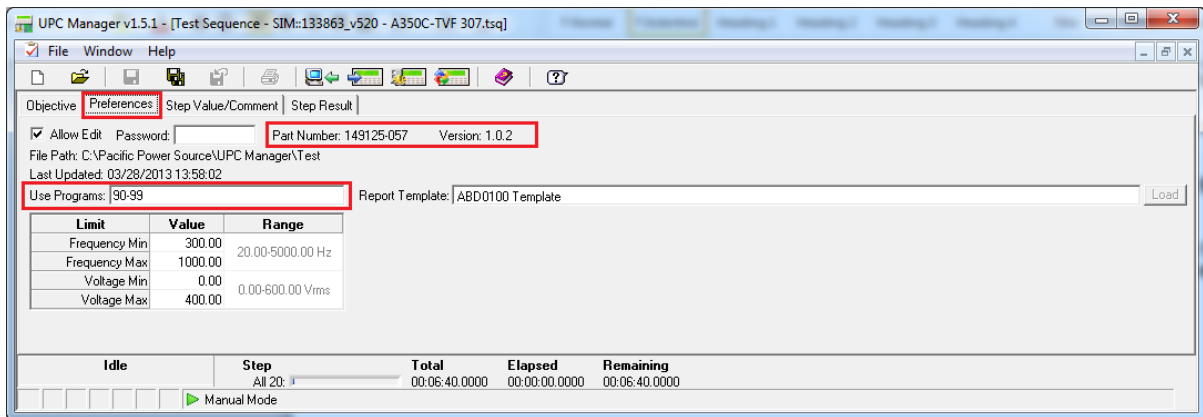 UPC Manager v1.5.1 - [Test Sequence - SIM::133863_v520 - A350C-TVF 307.tsq]
File Window Help
Objective Preferences Step Value/Comment Step Result
Allow Edit Password: Part Number: 149125-057 Version: 1.0.2
File Path: C:\Pacific Power Source\UPC Manager\Test
Last Updated: 03/28/2013 13:58:02
Use Programs: 90-99 Report Template: ABD0100 Template Load
Limit Value Range
Frequency Min 300.00 20.00-5000.00 Hz
Frequency Max 1000.00
Voltage Min 0.00 0.00-600.00 Vrms
Voltage Max 400.00
Idle Step Total Elapsed Remaining
All 20: 00:06:40.0000 00:00:00.0000 00:06:40.0000
Manual Mode